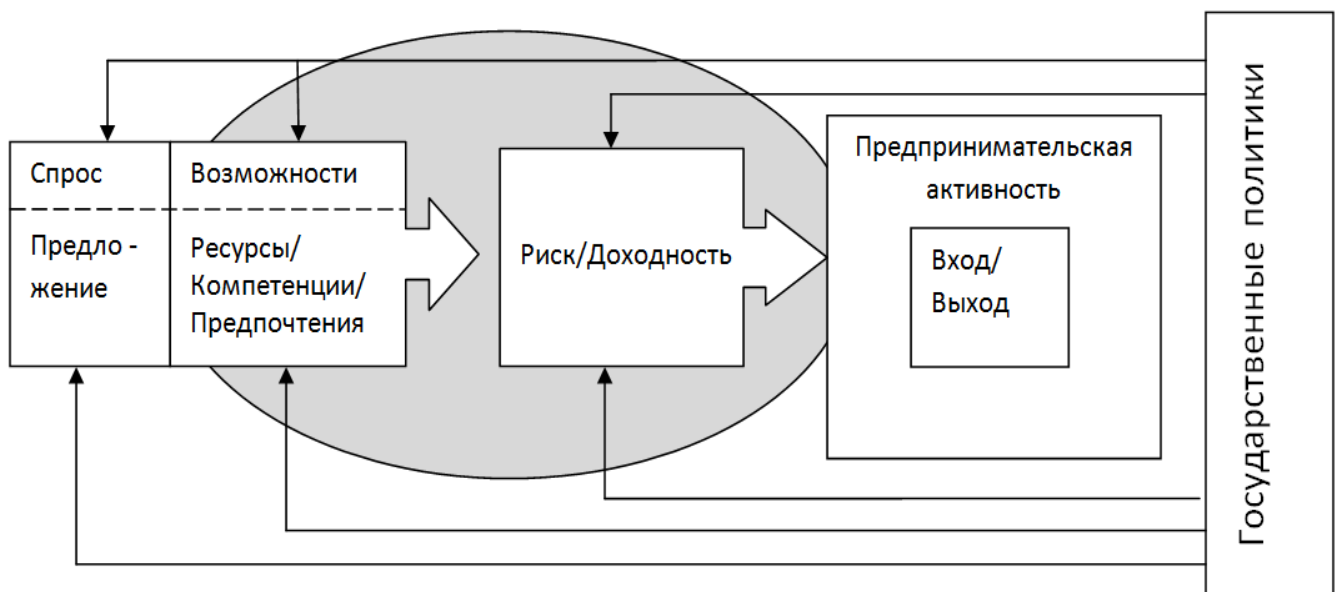 Спрос
Возможности
Предло - 
жение
Ресурсы/
Компетенции/
Предпочтения
Риск/Доходность
Предпринимательская
активность
Вход/
Выход
Государственные политики